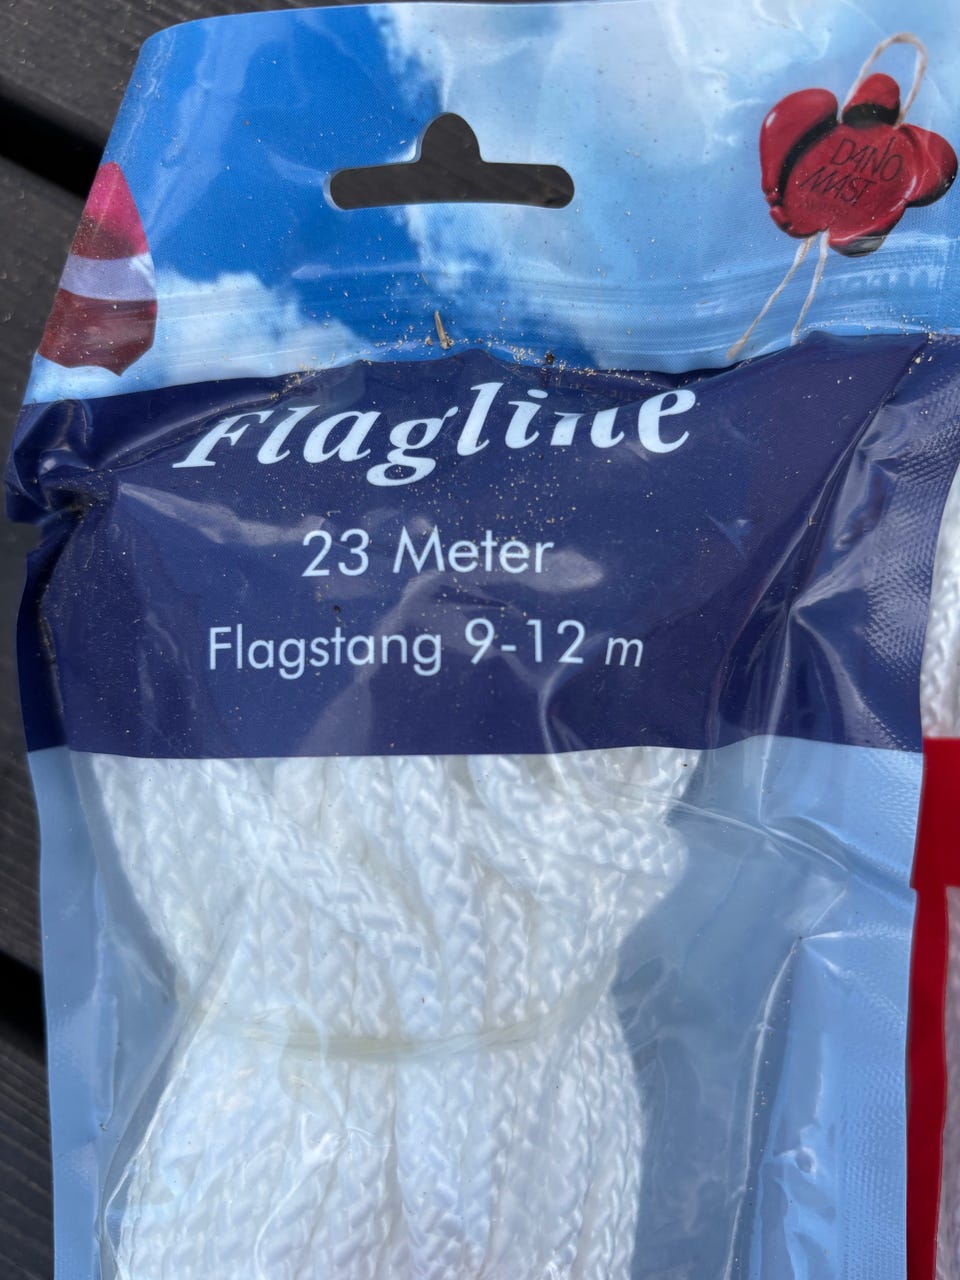 DANO
MAST
Flagline
23 Meter
Flagstang 9-12 m